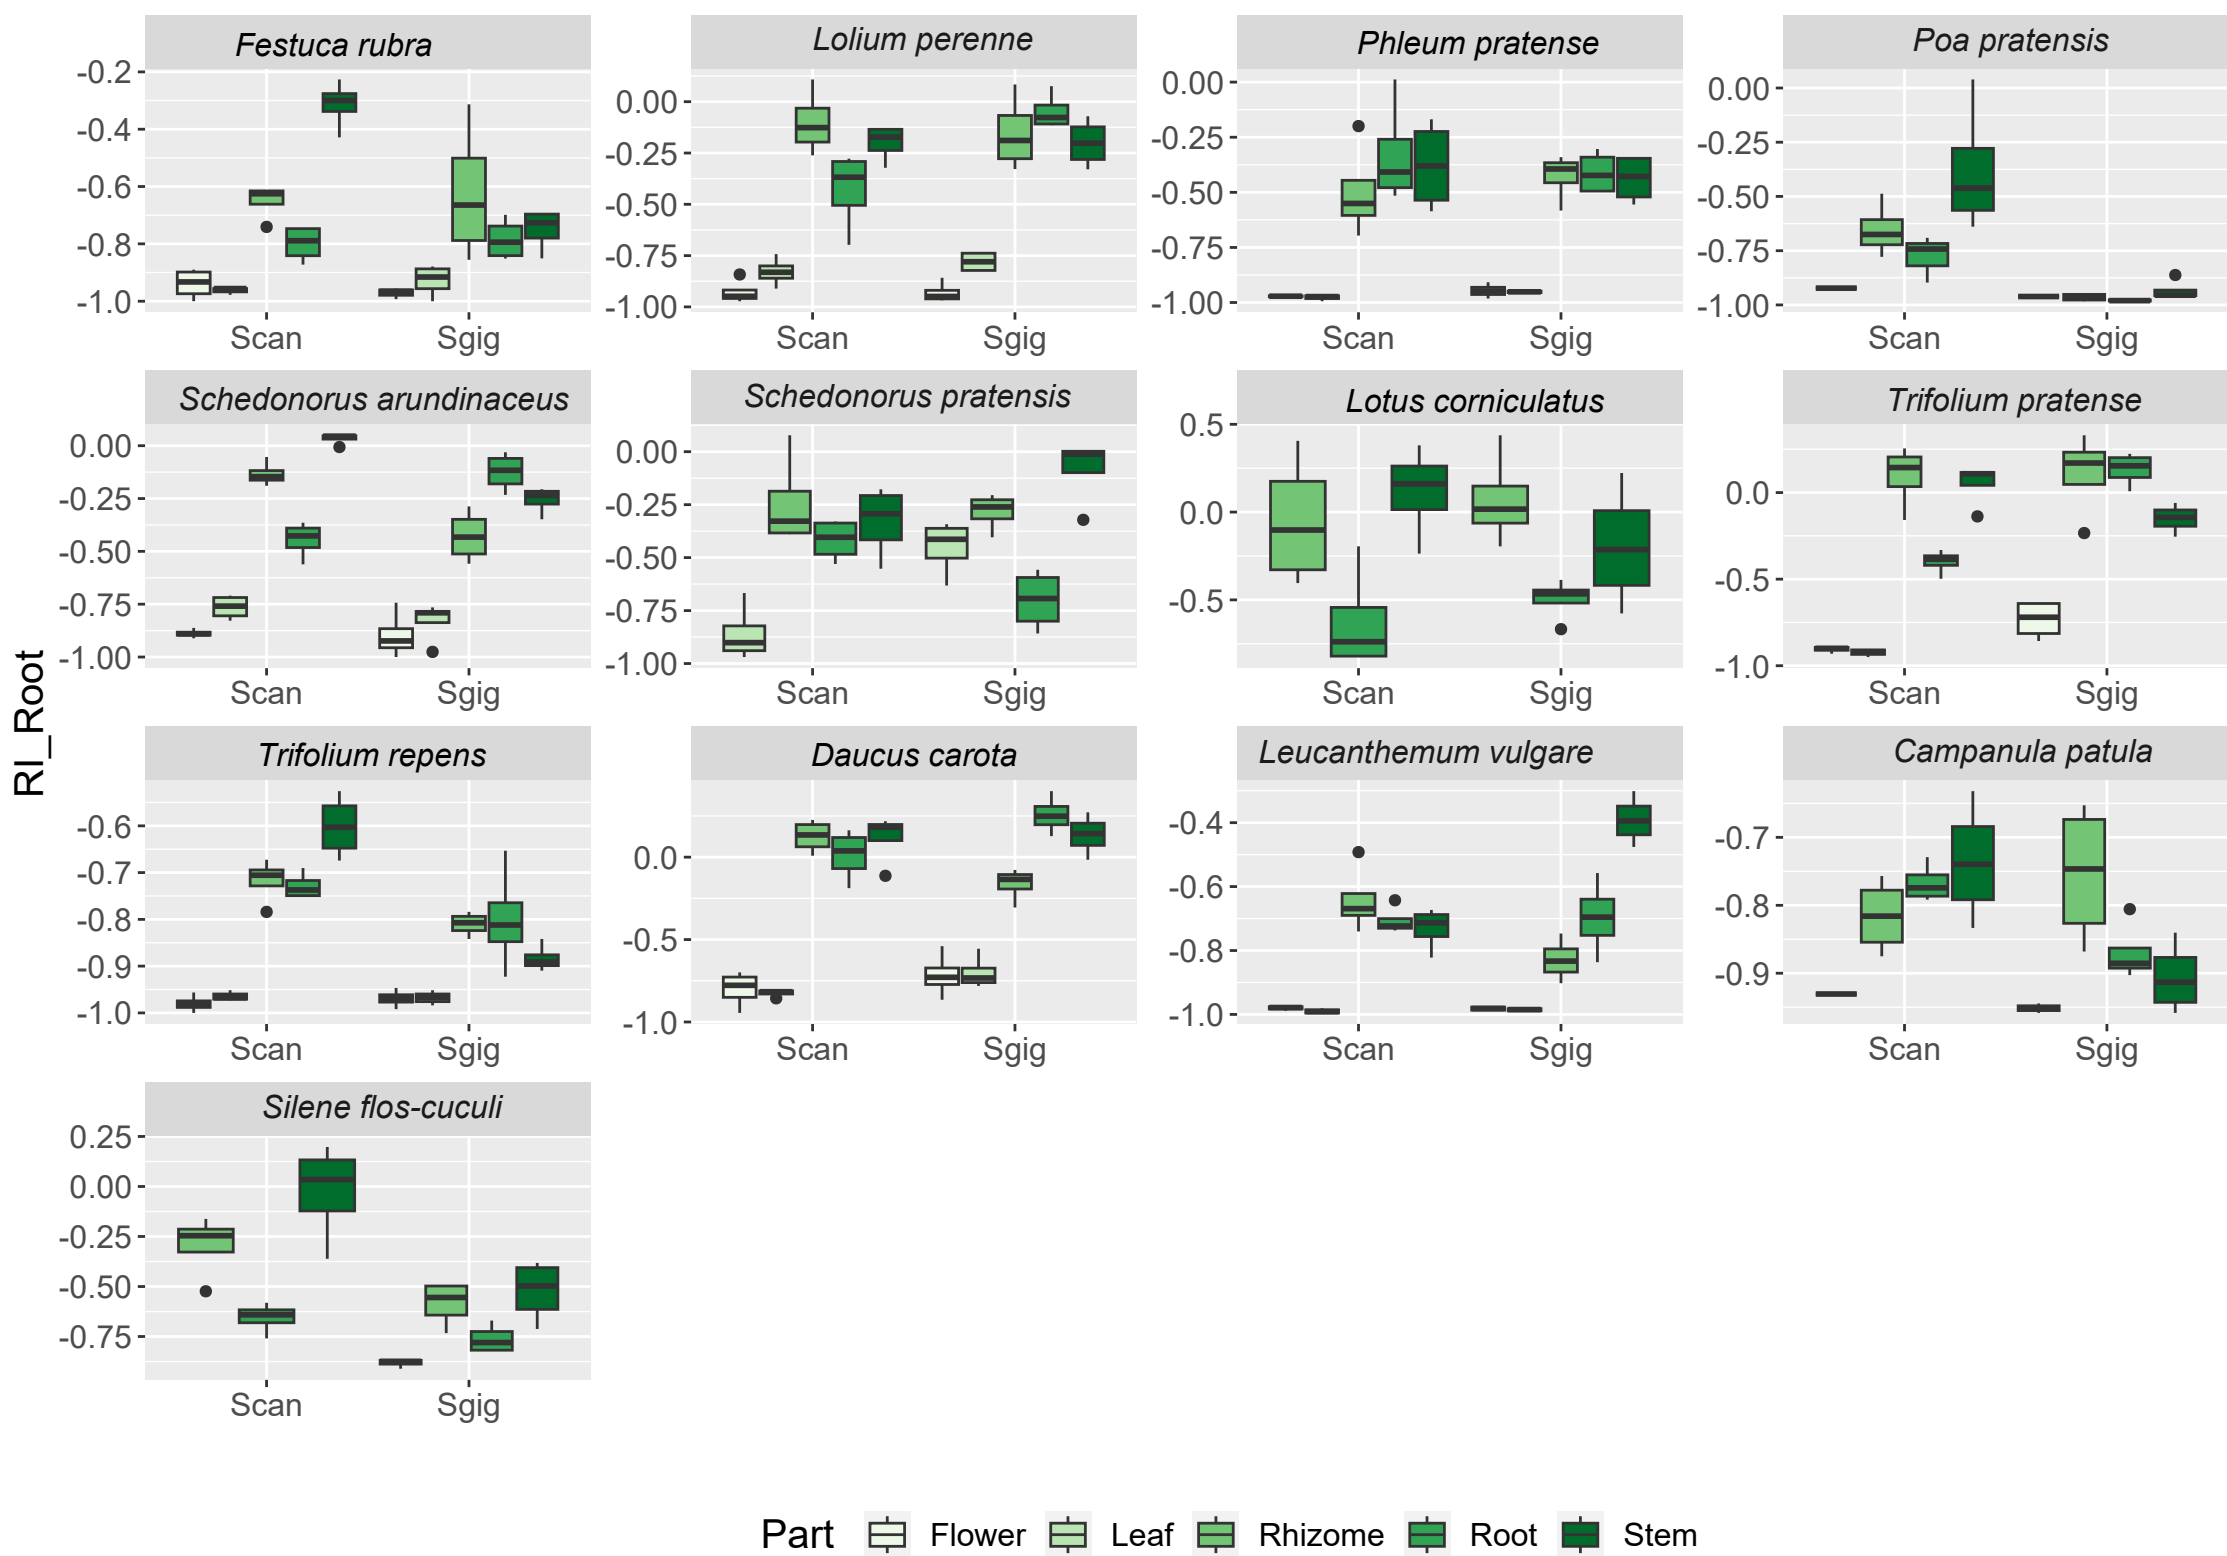 Festuca rubra
Lolium perenne
Phleum pratense
Poa pratensis
-0.2
-0.4
-0.6
-0.8
-1.0
0.00
-0.25
-0.50
-0.75
-1.00
0.00
-0.25
-0.50
-0.75
-1.00
0.00
-0.25
-0.50
-0.75
-1.00
Scan Sgig
Scan Sgig
Scan Sgig
Scan Sgig
Schedonorus arundinaceus
Schedonorus pratensis
Lotus corniculatus
Trifolium pratense
0.00
-0.25
-0.50
-0.75
-1.00
0.00
-0.25
-0.50
-0.75
-1.00
0.5
0.0
-0.5
0.0
-0.5
-1.0
Scan Sgig
Scan Sgig
Scan Sgig
Scan Sgig
RI_Root
Trifolium repens
Daucus carota
Leucanthemum vulgare
Campanula patula
-0.6
-0.7
-0.8
-0.9
-1.0
0.0
-0.5
-1.0
-0.4
-0.6
-0.8
-1.0
-0.7
-0.8
-0.9
Scan Sgig
Scan Sgig
Scan Sgig
Scan Sgig
Silene flos-cuculi
0.25
0.00
-0.25
-0.50
-0.75
Scan Sgig
Part Flower Leaf Rhizome Root Stem